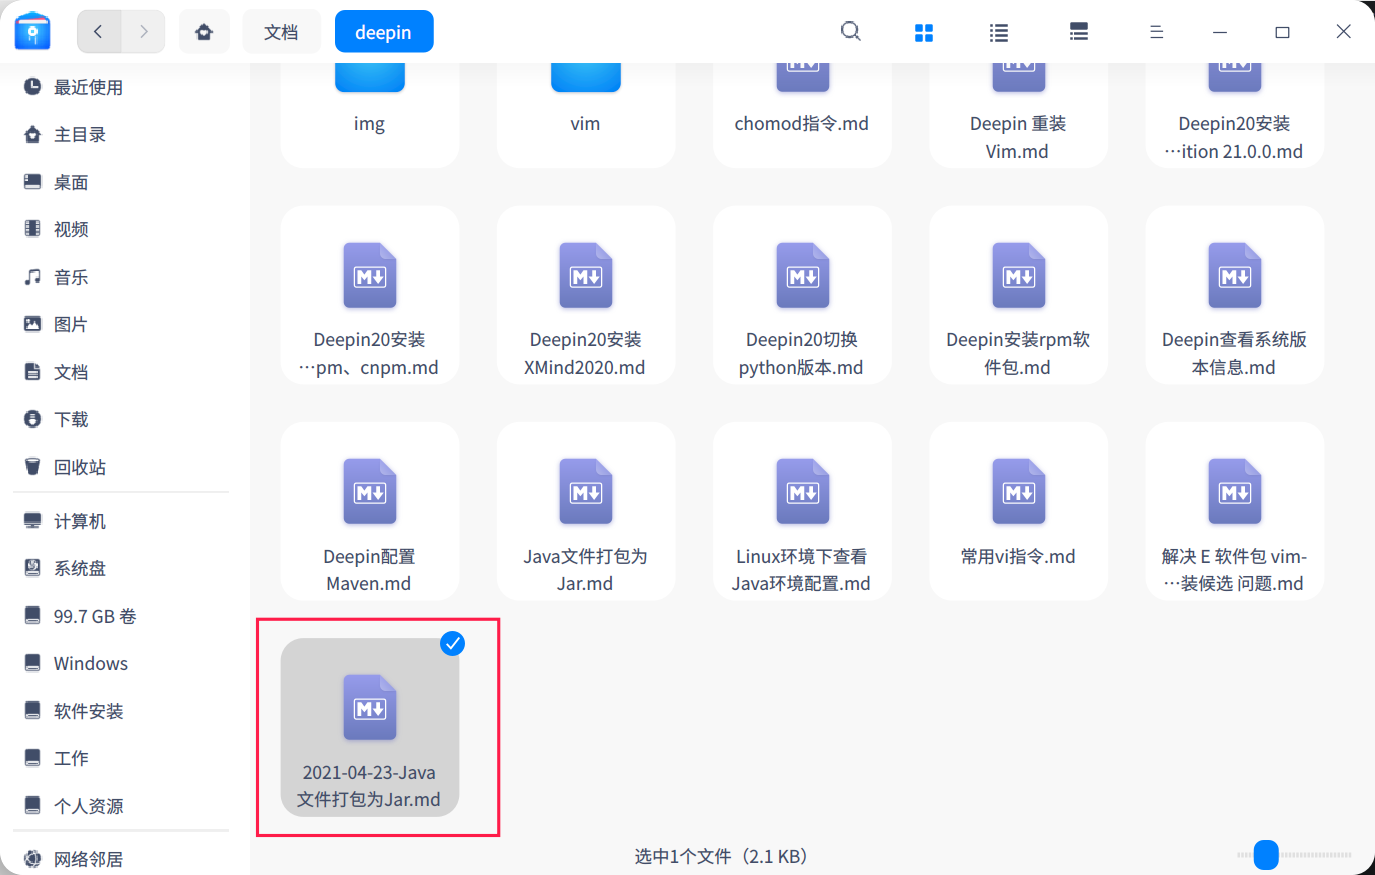 文档
deepin
最近使用
主目录
桌面
视频
音乐
图片
文档
下载
回收站
计算机
系统盘
99.7 GB 卷
Windows
软件安装
工作
个人资源
网络邻居
img
vim
chomod指令.md
Deepin 重装
Vim.md
Deepin20安装
…ition 21.0.0.md
Deepin20安装
…pm、cnpm.md
Deepin20安装
XMind2020.md
Deepin20切换
python版本.md
Deepin安装rpm软
件包.md
Deepin查看系统版
本信息.md
Deepin配置
Maven.md
Java文件打包为
Jar.md
Linux环境下查看
Java环境配置.md
常用vi指令.md
解决 E 软件包 vim-
…装候选 问题.md
2021-04-23-Java
文件打包为Jar.md
选中1个文件（2.1 KB）